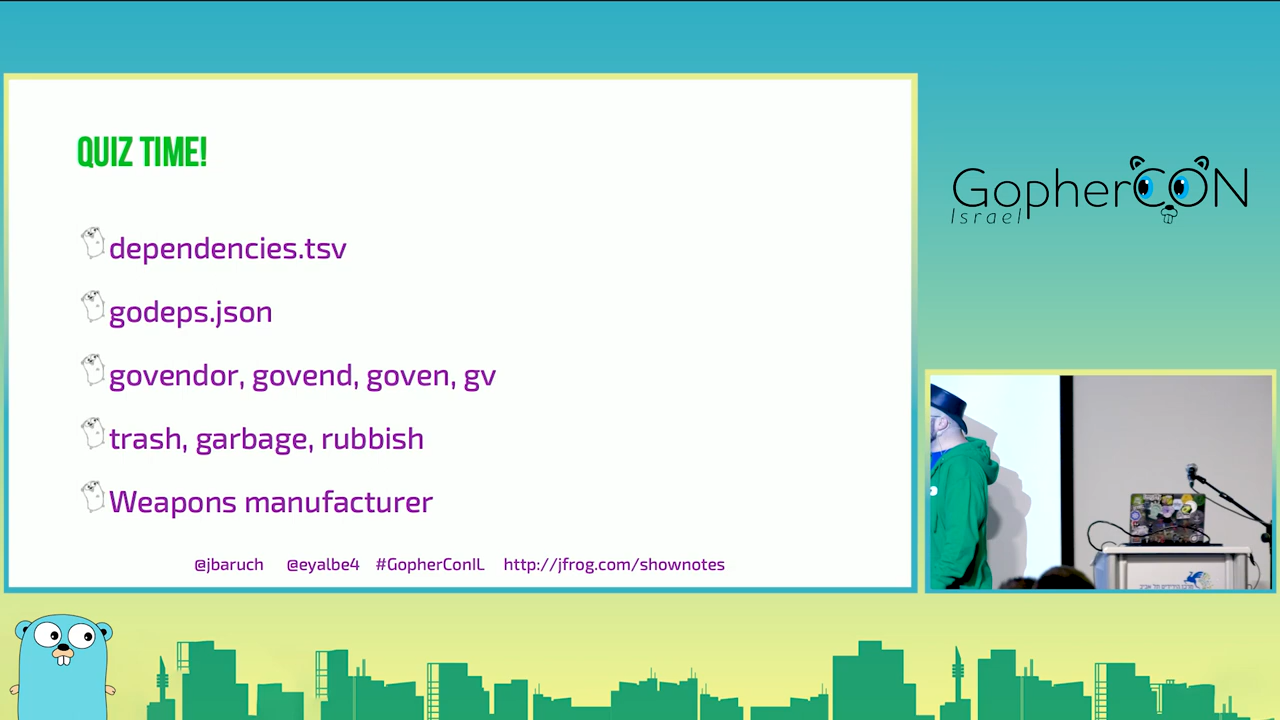 QUIZ TIME!
dependencies.tsv
godeps.json
govendor, govend, goven, gv
trash, garbage, rubbish
Weapons manufacturer
@jbaruch @eyalbe4 #GopherConIL http://jfrog.com/shownotes
GopherCON
Israel